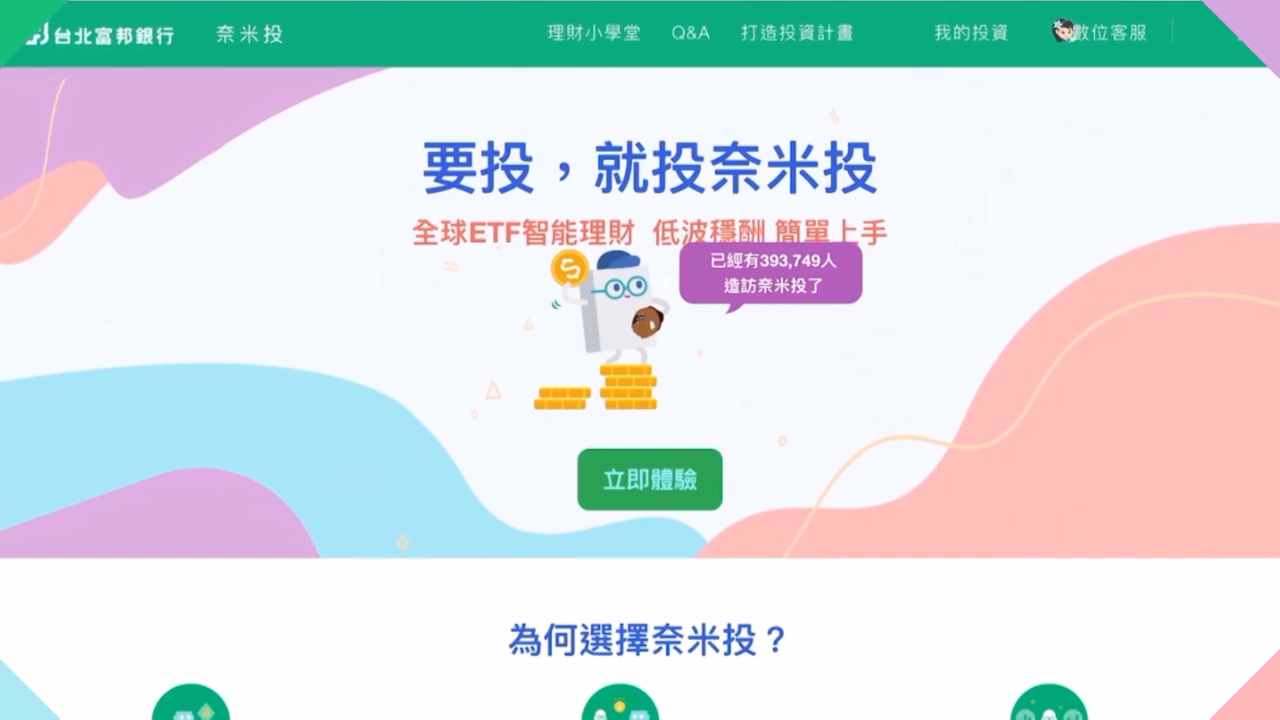 台北富邦銀行
奈米投
理財小學堂
Q&A
打造投資計畫
我的投資
數位客服
要投，就投奈米投
全球ETF智能理財 低波穩酬 簡單上手
已經有393,749人
造訪奈米投了
立即體驗
為何選擇奈米投？